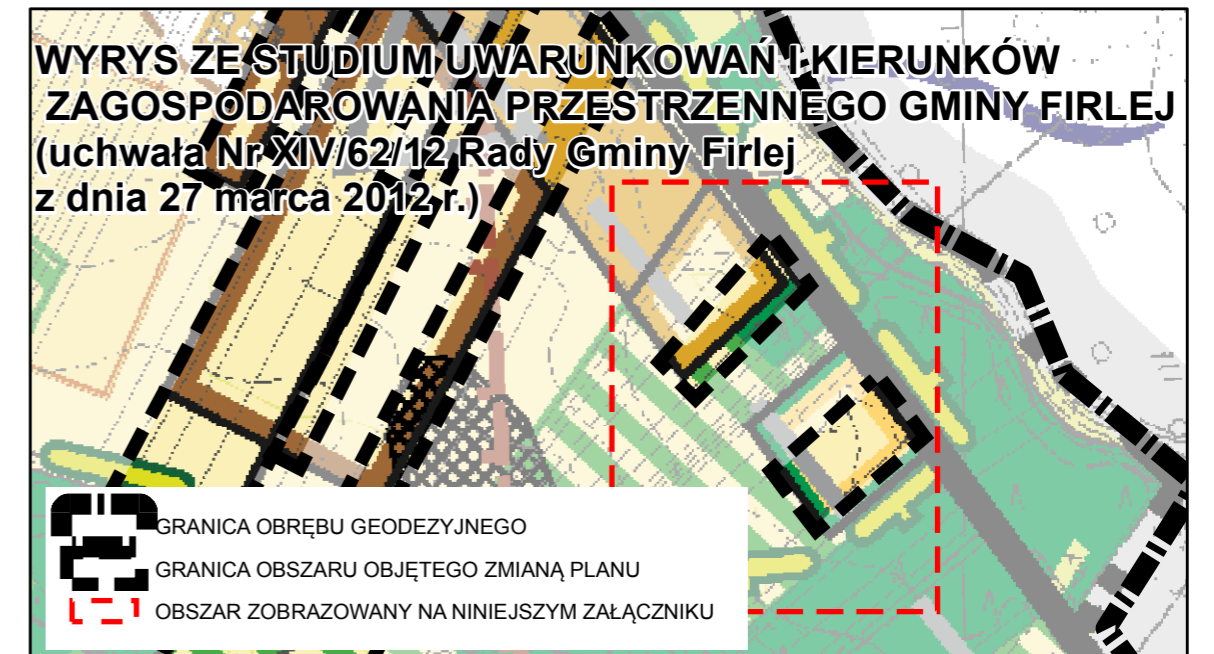 WYRYS ZE STUDIUM UWARUNKOWAŃ I KIERUNKÓW
ZAGOSPODAROWANIA PRZESTRZENNEGO GMINY FIRLEJ
(uchwała Nr XIV/62/12 Rady Gminy Firlej
z dnia 27 marca 2012 r.)
GRANICA OBRĘBU GEODEZYJNEGO
GRANICA OBSZARU OBJĘTEGO ZMIANĄ PLANU
OBSZAR ZOBRAZOWANY NA NINIEJSZYM ZAŁĄCZNIKU